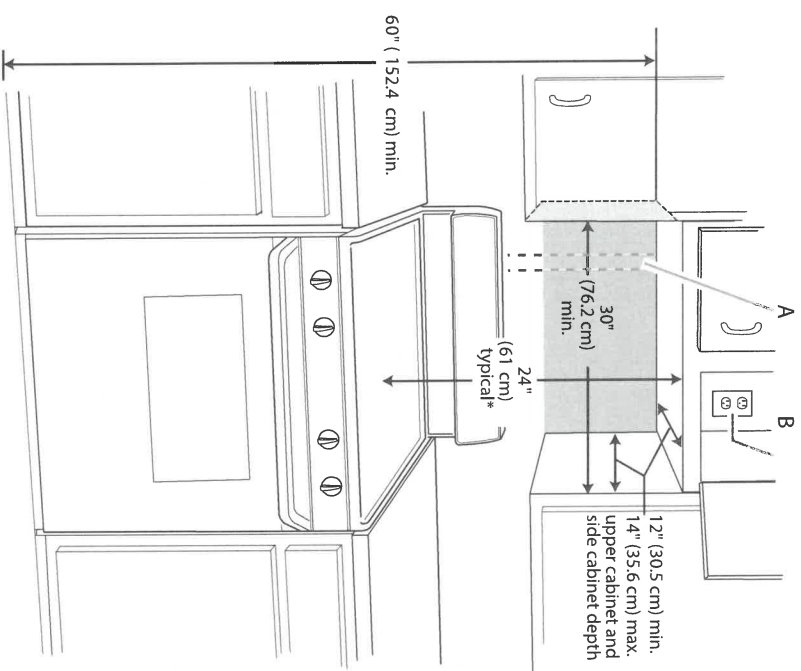 A
B
12" (30.5 cm) min.
14" (35.6 cm) max.
upper cabinet and
side cabinet depth
30"
(76.2 cm)
min.
24"
(61 cm)
typical*
60" ( 152.4 cm) min.